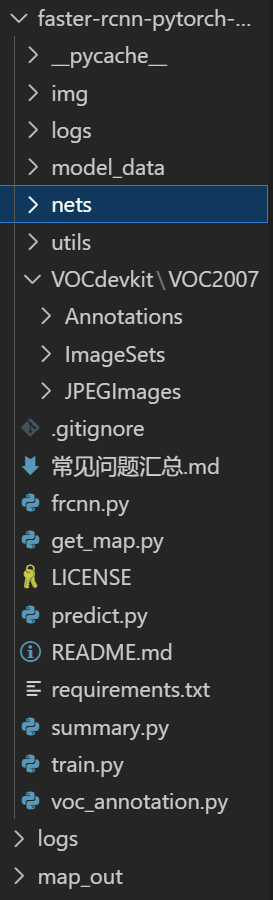 faster-rcnn-pytorch-...
__pycache__
img
logs
model_data
nets
utils
VOCdevkit\VOC2007
Annotations
ImageSets
JPEGImages
.gitignore
常见问题汇总.md
frcnn.py
get_map.py
LICENSE
predict.py
README.md
requirements.txt
summary.py
train.py
voc_annotation.py
logs
map_out